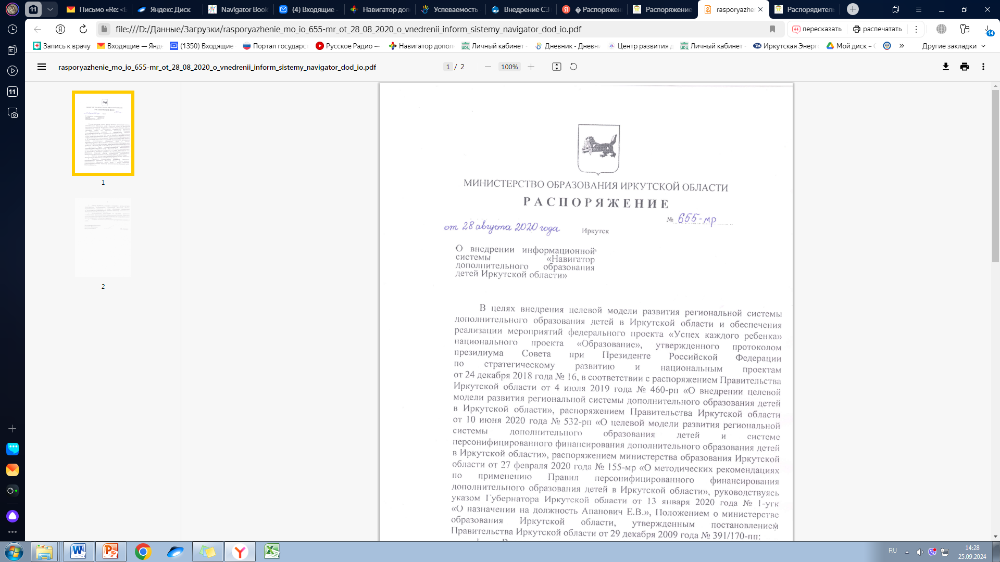 11
Письмо «Re: <Б
Яндекс Диск
Navigator Book
(4) Входящие -
Навигатор доп
Успеваемость -
Внедрение СЗ
Я � Распоряжен
Распоряжение
rasporyazhe
Распорядитель
file:///D:/Данные/Загрузки/rasporyazhenie_mo_io_655-mr_ot_28_08_2020_o_vnedrenii_inform_sistemy_navigator_dod_io.pdf
пересказать
распечатать
14
Запись к врачу
Входящие — Янде
(1350) Входящие
Портал государст
Русское Радио —
Навигатор допол
Личный кабинет -
Дневник - Дневни
Центр развития д
Личный кабинет -
Иркутская Энерго
Мой диск – G
Другие закладки
rasporyazhenie_mo_io_655-mr_ot_28_08_2020_o_vnedrenii_inform_sistemy_navigator_dod_io.pdf
1 / 2
100%
11
1
2
МИНИСТЕРСТВО ОБРАЗОВАНИЯ ИРКУТСКОЙ ОБЛАСТИ
РАСПОРЯЖЕНИЕ
№ 655-мр
от 28 августа 2020 года
Иркутск
О внедрении информационной
системы «Навигатор
дополнительного образования
детей Иркутской области»
В целях внедрения целевой модели развития региональной системы
дополнительного образования детей в Иркутской области и обеспечения
реализации мероприятий федерального проекта «Успех каждого ребенка»
национального проекта «Образование», утвержденного протоколом
президиума Совета при Президенте Российской Федерации
по стратегическому развитию и национальным проектам
от 24 декабря 2018 года № 16, в соответствии с распоряжением Правительства
Иркутской области от 4 июля 2019 года № 460-рп «О внедрении целевой
модели развития региональной системы дополнительного образования детей
в Иркутской области», распоряжением Правительства Иркутской области
от 10 июня 2020 года № 532-рп «О целевой модели развития региональной
системы дополнительного образования детей и системе
персонифицированного финансирования дополнительного образования детей
в Иркутской области», распоряжением министерства образования Иркутской
области от 27 февраля 2020 года № 155-мр «О методических рекомендациях
по применению Правил персонифицированного финансирования
дополнительного образования детей в Иркутской области», руководствуясь
указом Губернатора Иркутской области от 13 января 2020 года № 1-угк
«О назначении на должность Апанович Е.В.», Положением о министерстве
образования Иркутской области, утвержденным постановлением
Правительства Иркутской области от 29 декабря 2009 года № 391/170-пп:
RU
14:28
25.09.2024